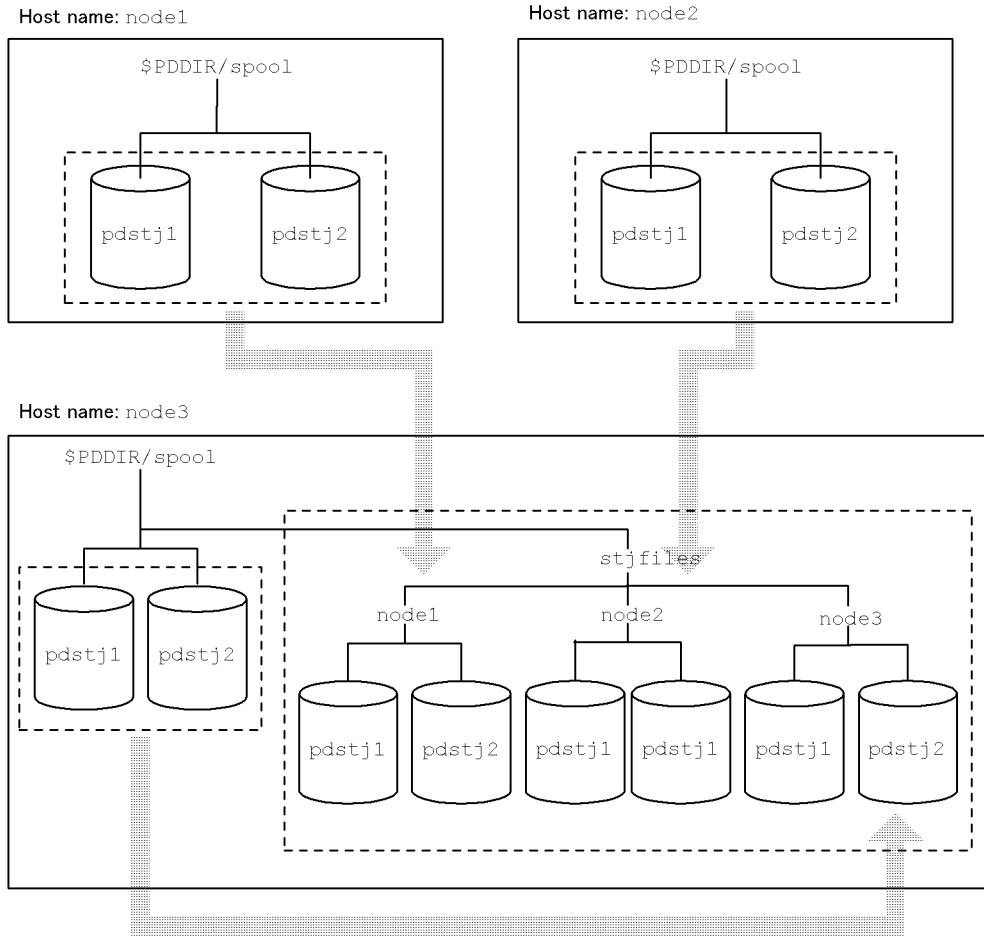 Host name: node1
Host name: node2
$PDDIR/spool
$PDDIR/spool
pdstj1
pdstj2
pdstj1
pdstj2
Host name: node3
$PDDIR/spool
stjfiles
node1
node2
node3
pdstj1
pdstj2
pdstj1
pdstj2
pdstj1
pdstj1
pdstj1
pdstj2